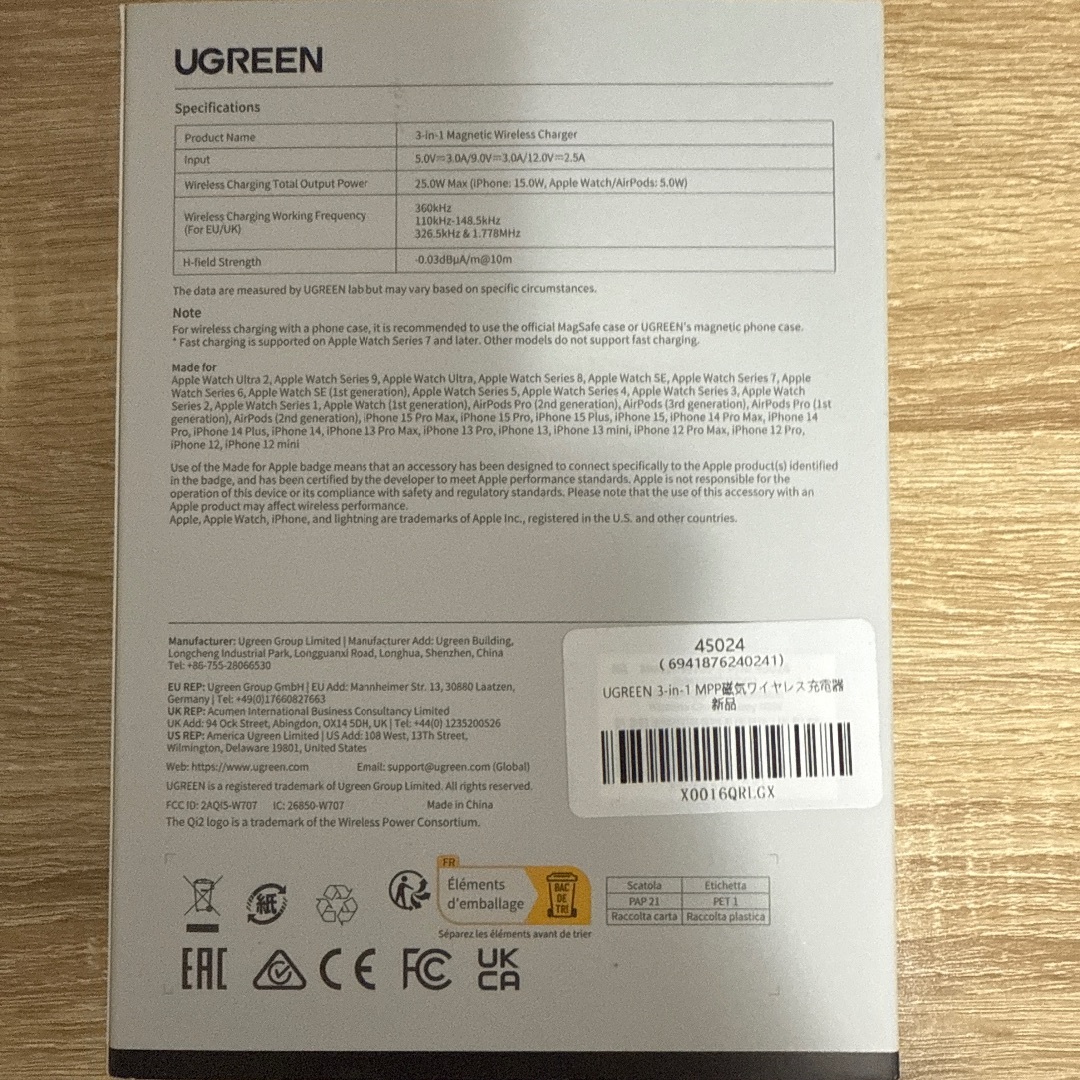 UGREEN
Specifications
Product Name 3-in-1 Magnetic Wireless Charger
Input 5.0V⎓3.0A/9.0V⎓3.0A/12.0V⎓2.5A
Wireless Charging Total Output Power 25.0W Max (iPhone: 15.0W, Apple Watch/AirPods: 5.0W)
Wireless Charging Working Frequency
(For EU/UK)
360kHz
110kHz-148.5kHz
326.5kHz & 1.778MHz
H-field Strength -0.03dBμA/m@10m
The data are measured by UGREEN lab but may vary based on specific circumstances.
Note
For wireless charging with a phone case, it is recommended to use the official MagSafe case or UGREEN's magnetic phone case.
* Fast charging is supported on Apple Watch Series 7 and later. Other models do not support fast charging.
Made for
Apple Watch Ultra 2, Apple Watch Series 9, Apple Watch Ultra, Apple Watch Series 8, Apple Watch SE, Apple Watch Series 7, Apple
Watch Series 6, Apple Watch SE (1st generation), Apple Watch Series 5, Apple Watch Series 4, Apple Watch Series 3, Apple Watch
Series 2, Apple Watch Series 1, Apple Watch (1st generation), AirPods Pro (2nd generation), AirPods (3rd generation), AirPods Pro (1st
generation), AirPods (2nd generation), iPhone 15 Pro Max, iPhone 15 Pro, iPhone 15 Plus, iPhone 15, iPhone 14 Pro Max, iPhone 14
Pro, iPhone 14 Plus, iPhone 14, iPhone 13 Pro Max, iPhone 13 Pro, iPhone 13, iPhone 13 mini, iPhone 12 Pro Max, iPhone 12 Pro,
iPhone 12, iPhone 12 mini
Use of the Made for Apple badge means that an accessory has been designed to connect specifically to the Apple product(s) identified
in the badge, and has been certified by the developer to meet Apple performance standards. Apple is not responsible for the
operation of this device or its compliance with safety and regulatory standards. Please note that the use of this accessory with an
Apple product may affect wireless performance.
Apple, Apple Watch, iPhone, and lightning are trademarks of Apple Inc., registered in the U.S. and other countries.
Manufacturer: Ugreen Group Limited | Manufacturer Add: Ugreen Building,
Longcheng Industrial Park, Longguanxi Road, Longhua, Shenzhen, China
Tel: +86-755-28066530
EU REP: Ugreen Group GmbH | EU Add: Mannheimer Str. 13, 30880 Laatzen,
Germany | Tel: +49(0)17660827663
UK REP: Acumen International Business Consultancy Limited
UK Add: 94 Ock Street, Abingdon, OX14 5DH, UK | Tel: +44(0) 1235200526
US REP: America Ugreen Limited | US Add: 108 West, 13Th Street,
Wilmington, Delaware 19801, United States
Web: https://www.ugreen.com Email: support@ugreen.com (Global)
UGREEN is a registered trademark of Ugreen Group Limited. All rights reserved.
FCC ID: 2AQI5-W707 IC: 26850-W707 Made in China
The Qi2 logo is a trademark of the Wireless Power Consortium.
45024
(6941876240241)
UGREEN 3-in-1 MPP磁気ワイヤレス充電器
新品
X0016QRLGX
紙
FR
Éléments
d'emballage
BAC
DE
TRI
Séparez les éléments avant de trier
Scatola Etichetta
PAP 21 PET 1
Raccolta carta Raccolta plastica
EAC CE FC UK
CA